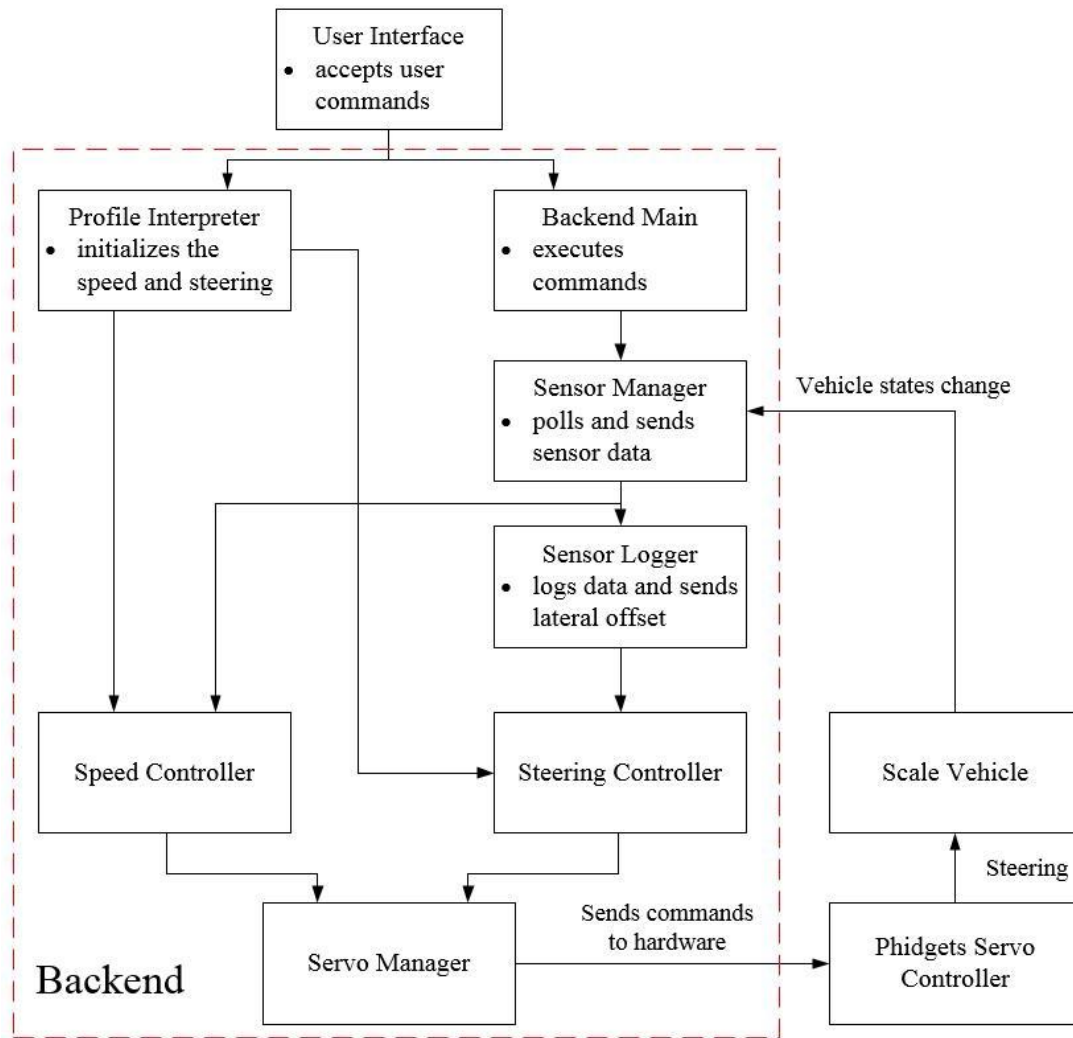 User Interface
• accepts user
commands
Profile Interpreter
• initializes the
speed and steering
Backend Main
• executes
commands
Sensor Manager
• polls and sends
sensor data
Vehicle states change
Sensor Logger
• logs data and sends
lateral offset
Speed Controller
Steering Controller
Scale Vehicle
Steering
Sends commands
to hardware
Servo Manager
Phidgets Servo
Controller
Backend